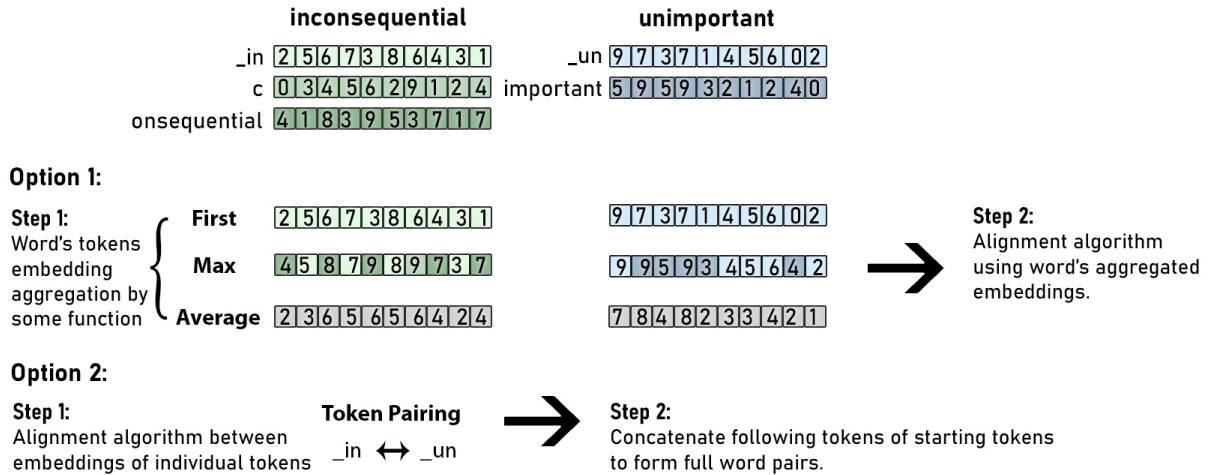 inconsequential unimportant
_in 2 5 6 7 3 8 6 4 3 1 _un 9 7 3 7 1 4 5 6 0 2
c 0 3 4 5 6 2 9 1 2 4 important 5 9 5 9 3 2 1 2 4 0
onsequential 4 1 8 3 9 5 3 7 1 7
Option 1:
Step 1:
Word's tokens
embedding
aggregation by
some function
First 2 5 6 7 3 8 6 4 3 1 9 7 3 7 1 4 5 6 0 2
Max 4 5 8 7 9 8 9 7 3 7 9 9 5 9 3 4 5 6 4 2
Average 2 3 6 5 6 5 6 4 2 4 7 8 4 8 2 3 3 4 2 1
Step 2:
Alignment algorithm
using word's aggregated
embeddings.
Option 2:
Step 1:
Alignment algorithm between
embeddings of individual tokens
Token Pairing
_in ↔ _un
Step 2:
Concatenate following tokens of starting tokens
to form full word pairs.